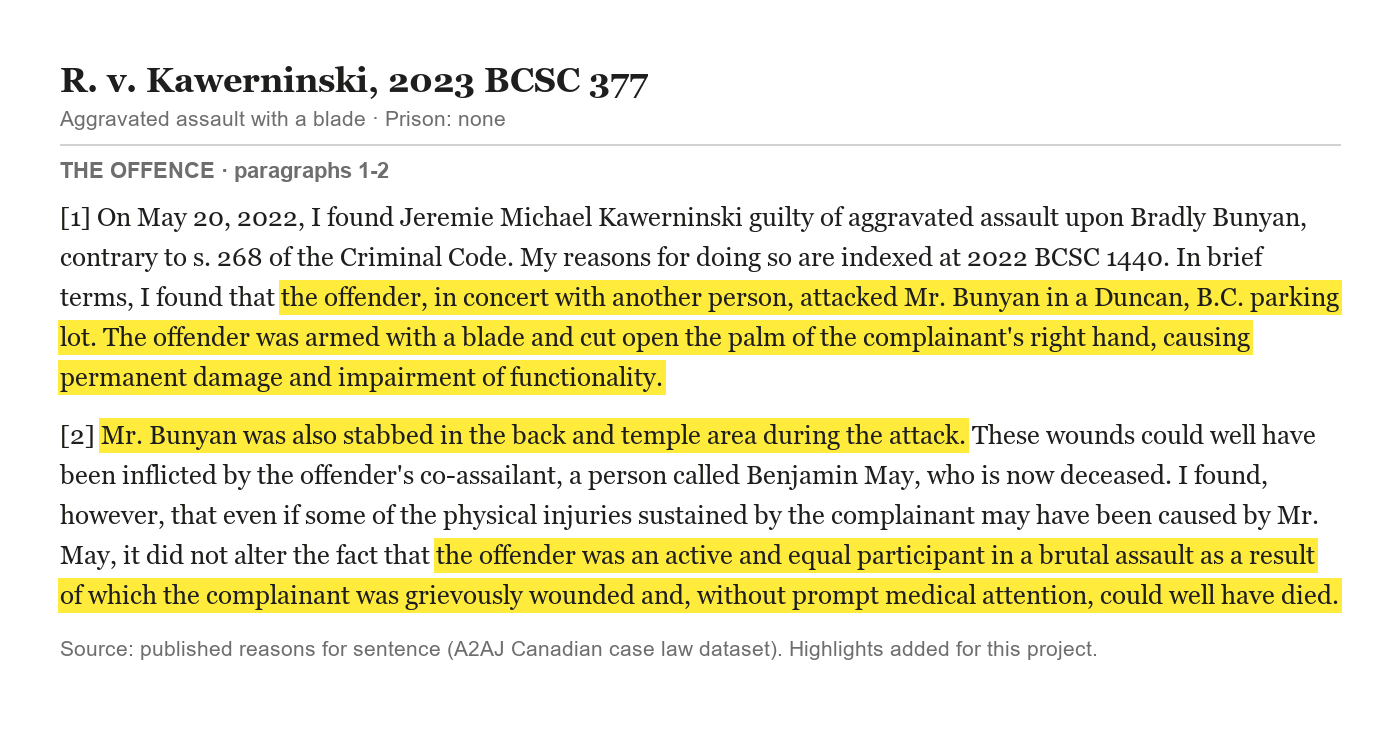 R. v. Kawerninski, 2023 BCSC 377
Aggravated assault with a blade · Prison: none
THE OFFENCE · paragraphs 1-2
[1] On May 20, 2022, I found Jeremie Michael Kawerninski guilty of aggravated assault upon Bradly Bunyan,
contrary to s. 268 of the Criminal Code. My reasons for doing so are indexed at 2022 BCSC 1440. In brief
terms, I found that the offender, in concert with another person, attacked Mr. Bunyan in a Duncan, B.C. parking
lot. The offender was armed with a blade and cut open the palm of the complainant's right hand, causing
permanent damage and impairment of functionality.
[2] Mr. Bunyan was also stabbed in the back and temple area during the attack. These wounds could well have
been inflicted by the offender's co-assailant, a person called Benjamin May, who is now deceased. I found,
however, that even if some of the physical injuries sustained by the complainant may have been caused by Mr.
May, it did not alter the fact that the offender was an active and equal participant in a brutal assault as a result
of which the complainant was grievously wounded and, without prompt medical attention, could well have died.
Source: published reasons for sentence (A2AJ Canadian case law dataset). Highlights added for this project.